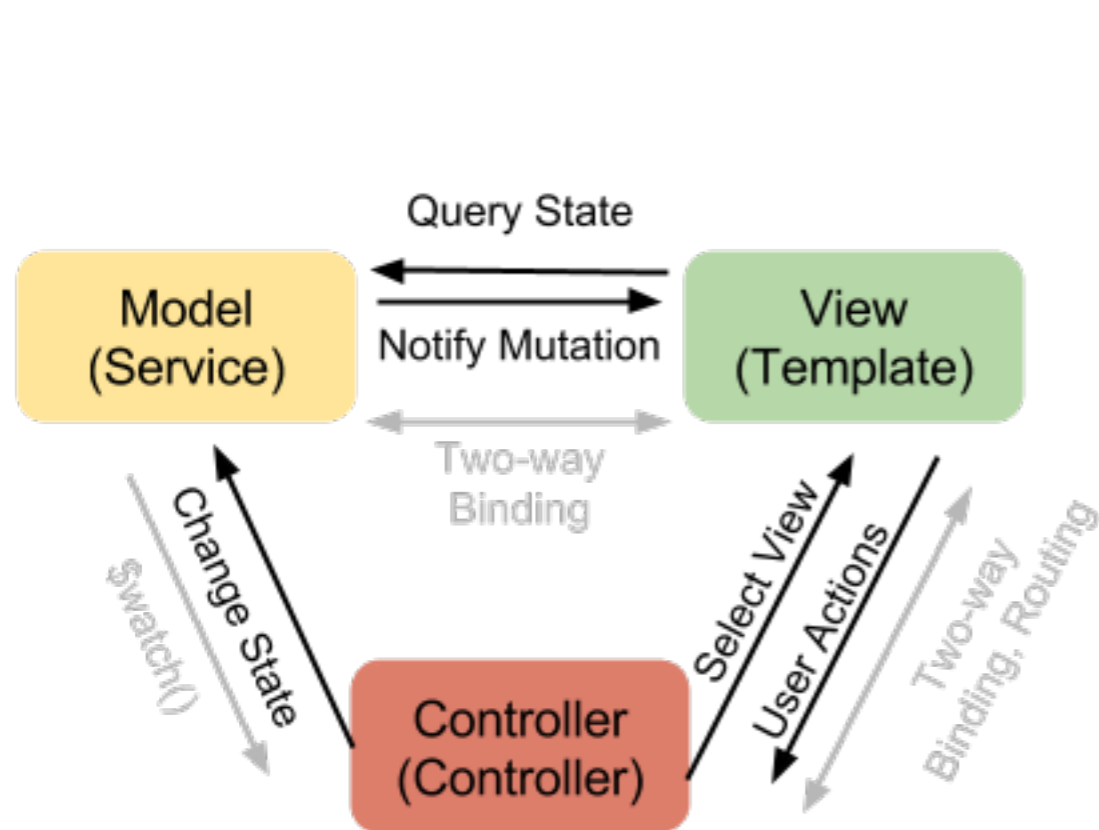 Query State
Model
(Service)
View
(Template)
Notify Mutation
Two-way
Binding
Change State
$watch()
Select View
User Actions
Two-way
Binding, Routing
Controller
(Controller)